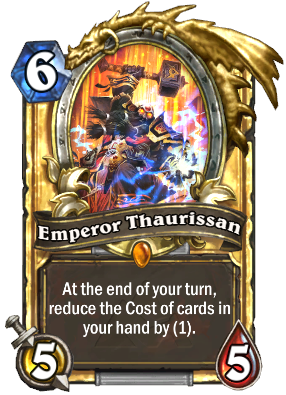 6
Emperor Thaurissan
At the end of your turn,
reduce the Cost of cards in
your hand by (1).
5
5